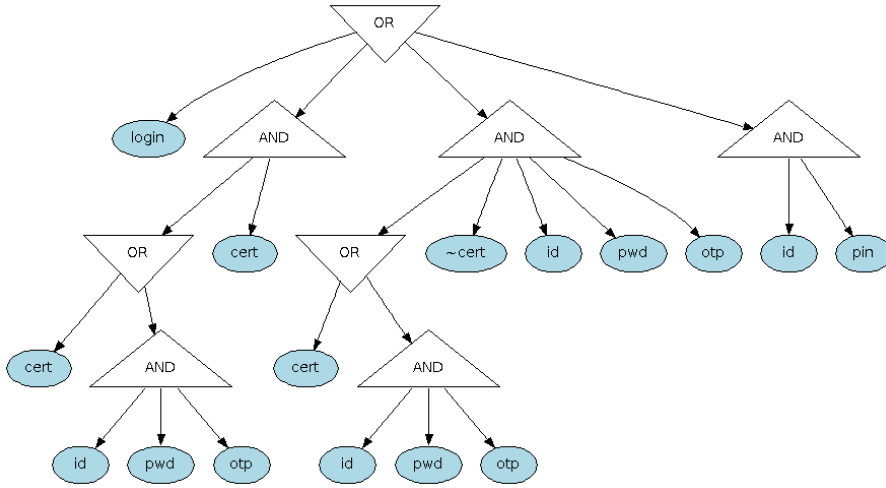 OR
login
AND
AND
AND
OR
cert
OR
~cert
id
pwd
otp
id
pin
cert
AND
cert
AND
id
pwd
otp
id
pwd
otp